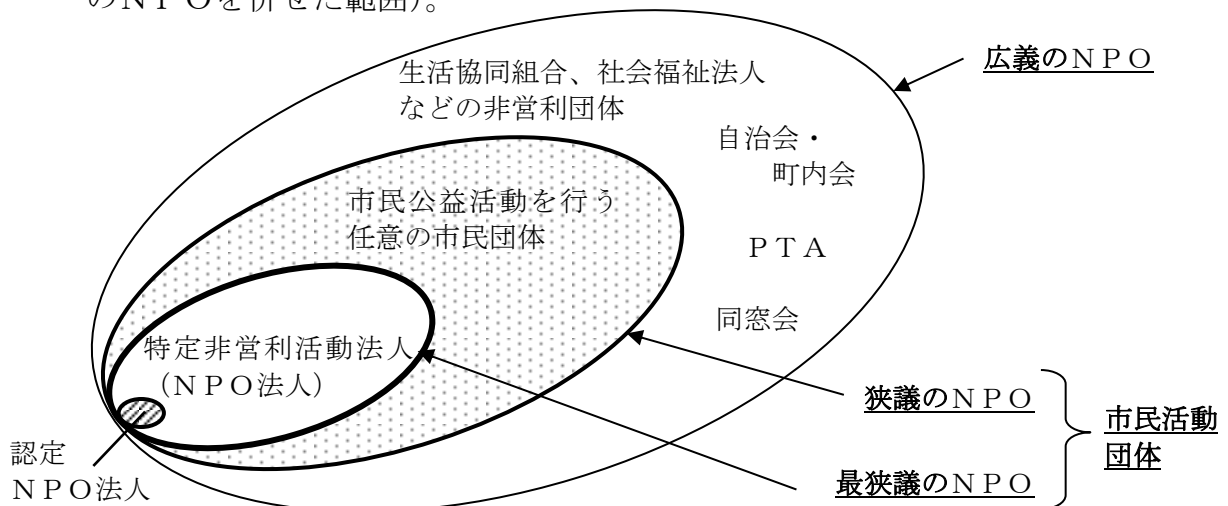 のＮＰＯを併せた範囲)。
広義のＮＰＯ
生活協同組合、社会福祉法人
などの非営利団体
自治会・
町内会
市民公益活動を行う
任意の市民団体
ＰＴＡ
同窓会
特定非営利活動法人
（ＮＰＯ法人）
狭議のＮＰＯ
市民活動
団体
認定
ＮＰＯ法人
最狭議のＮＰＯ